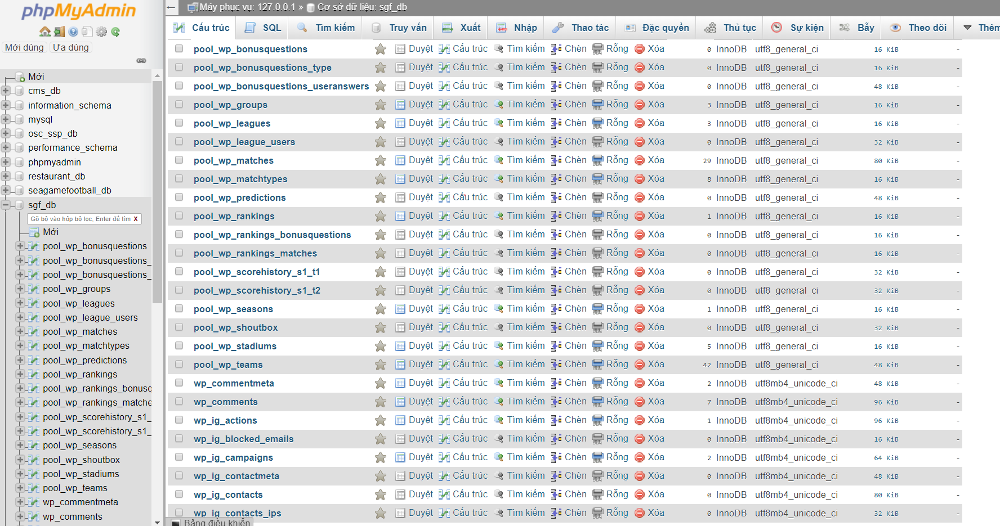 phpMyAdmin
Mới dùng Ưa dùng
Mới
cms_db
information_schema
mysql
osc_ssp_db
performance_schema
phpmyadmin
restaurant_db
seagamefootball_db
sgf_db
Gõ bộ vào hộp bộ lọc, Enter để tìm X
Mới
pool_wp_bonusquestions
pool_wp_bonusquestions_
pool_wp_bonusquestions_
pool_wp_groups
pool_wp_leagues
pool_wp_league_users
pool_wp_matches
pool_wp_matchtypes
pool_wp_predictions
pool_wp_rankings
pool_wp_rankings_bonusq
pool_wp_rankings_matche
pool_wp_scorehistory_s1_
pool_wp_scorehistory_s1_
pool_wp_seasons
pool_wp_shoutbox
pool_wp_stadiums
pool_wp_teams
wp_commentmeta
wp_comments
Máy phục vụ: 127.0.0.1 » Cơ sở dữ liệu: sgf_db
Cấu trúc SQL Tìm kiếm Truy vấn Xuất Nhập Thao tác Đặc quyền Thủ tục Sự kiện Bẫy Theo dõi Thêm
pool_wp_bonusquestions Duyệt Cấu trúc Tìm kiếm Chèn Rỗng Xóa 0 InnoDB utf8_general_ci 16 KiB -
pool_wp_bonusquestions_type Duyệt Cấu trúc Tìm kiếm Chèn Rỗng Xóa 0 InnoDB utf8_general_ci 16 KiB -
pool_wp_bonusquestions_useranswers Duyệt Cấu trúc Tìm kiếm Chèn Rỗng Xóa 0 InnoDB utf8_general_ci 48 KiB -
pool_wp_groups Duyệt Cấu trúc Tìm kiếm Chèn Rỗng Xóa 3 InnoDB utf8_general_ci 16 KiB -
pool_wp_leagues Duyệt Cấu trúc Tìm kiếm Chèn Rỗng Xóa 3 InnoDB utf8_general_ci 16 KiB -
pool_wp_league_users Duyệt Cấu trúc Tìm kiếm Chèn Rỗng Xóa 0 InnoDB utf8_general_ci 32 KiB -
pool_wp_matches Duyệt Cấu trúc Tìm kiếm Chèn Rỗng Xóa 29 InnoDB utf8_general_ci 80 KiB -
pool_wp_matchtypes Duyệt Cấu trúc Tìm kiếm Chèn Rỗng Xóa 8 InnoDB utf8_general_ci 16 KiB -
pool_wp_predictions Duyệt Cấu trúc Tìm kiếm Chèn Rỗng Xóa 0 InnoDB utf8_general_ci 48 KiB -
pool_wp_rankings Duyệt Cấu trúc Tìm kiếm Chèn Rỗng Xóa 1 InnoDB utf8_general_ci 16 KiB -
pool_wp_rankings_bonusquestions Duyệt Cấu trúc Tìm kiếm Chèn Rỗng Xóa 0 InnoDB utf8_general_ci 16 KiB -
pool_wp_rankings_matches Duyệt Cấu trúc Tìm kiếm Chèn Rỗng Xóa 0 InnoDB utf8_general_ci 16 KiB -
pool_wp_scorehistory_s1_t1 Duyệt Cấu trúc Tìm kiếm Chèn Rỗng Xóa 0 InnoDB utf8_general_ci 32 KiB -
pool_wp_scorehistory_s1_t2 Duyệt Cấu trúc Tìm kiếm Chèn Rỗng Xóa 0 InnoDB utf8_general_ci 32 KiB -
pool_wp_seasons Duyệt Cấu trúc Tìm kiếm Chèn Rỗng Xóa 1 InnoDB utf8_general_ci 16 KiB -
pool_wp_shoutbox Duyệt Cấu trúc Tìm kiếm Chèn Rỗng Xóa 0 InnoDB utf8_general_ci 32 KiB -
pool_wp_stadiums Duyệt Cấu trúc Tìm kiếm Chèn Rỗng Xóa 5 InnoDB utf8_general_ci 16 KiB -
pool_wp_teams Duyệt Cấu trúc Tìm kiếm Chèn Rỗng Xóa 42 InnoDB utf8_general_ci 48 KiB -
wp_commentmeta Duyệt Cấu trúc Tìm kiếm Chèn Rỗng Xóa 2 InnoDB utf8mb4_unicode_ci 48 KiB -
wp_comments Duyệt Cấu trúc Tìm kiếm Chèn Rỗng Xóa 7 InnoDB utf8mb4_unicode_ci 96 KiB -
wp_ig_actions Duyệt Cấu trúc Tìm kiếm Chèn Rỗng Xóa 1 InnoDB utf8mb4_unicode_ci 96 KiB -
wp_ig_blocked_emails Duyệt Cấu trúc Tìm kiếm Chèn Rỗng Xóa 0 InnoDB utf8mb4_unicode_ci 16 KiB -
wp_ig_campaigns Duyệt Cấu trúc Tìm kiếm Chèn Rỗng Xóa 2 InnoDB utf8mb4_unicode_ci 64 KiB -
wp_ig_contactmeta Duyệt Cấu trúc Tìm kiếm Chèn Rỗng Xóa 0 InnoDB utf8mb4_unicode_ci 48 KiB -
wp_ig_contacts Duyệt Cấu trúc Tìm kiếm Chèn Rỗng Xóa 0 InnoDB utf8mb4_unicode_ci 80 KiB -
wp_ig_contacts_ips Duyệt Cấu trúc Tìm kiếm Chèn Rỗng Xóa 0 InnoDB utf8mb4_unicode_ci 32 KiB -
Bảng điều khiển